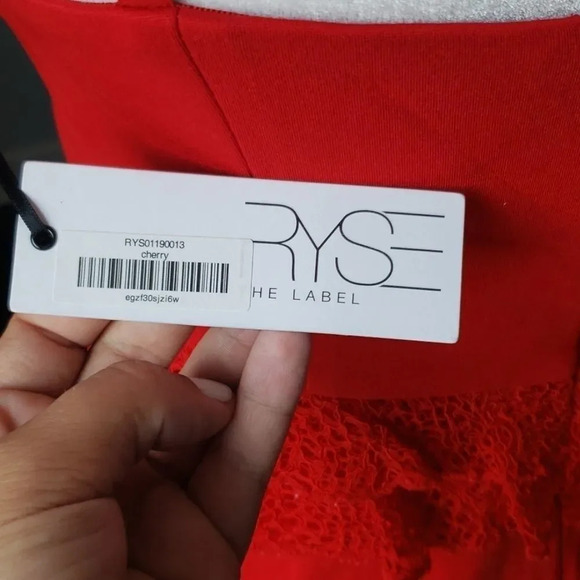 RYS01190013
cherry
egzf30sjzi6w
RYSE
HE LABEL